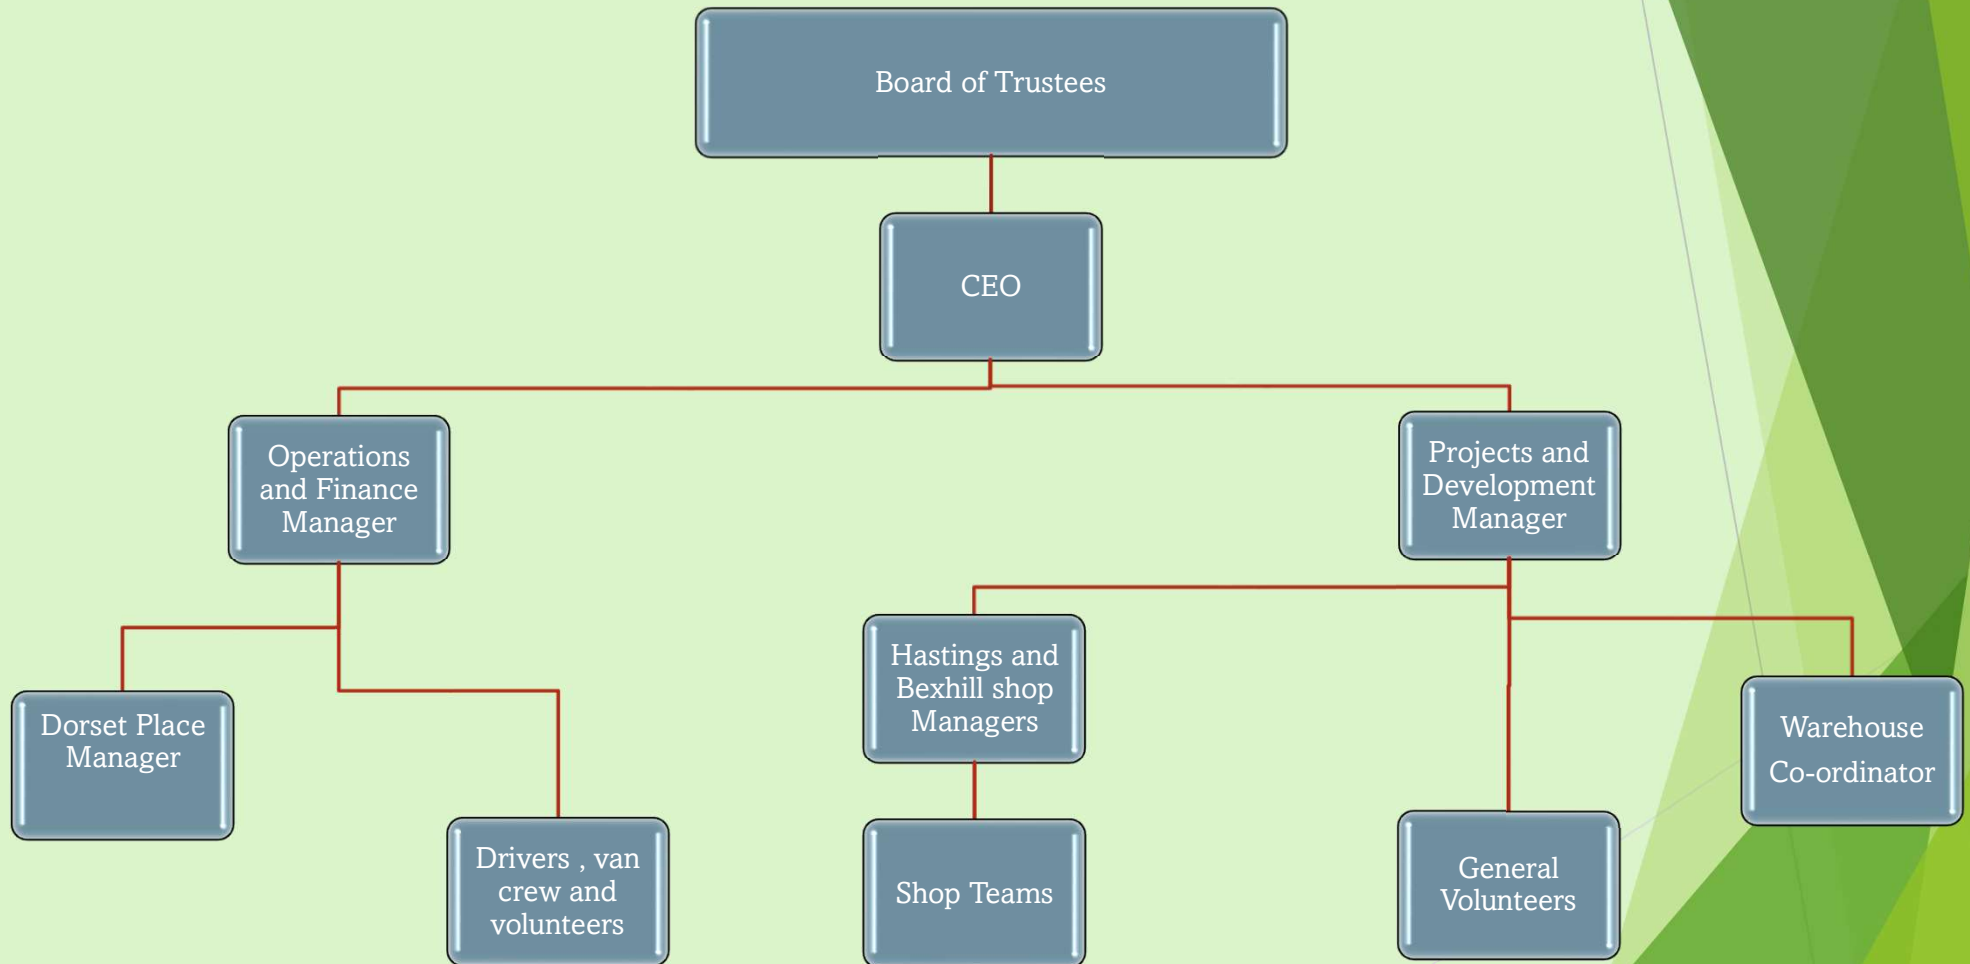 Board of Trustees
CEO
Operations
and Finance
Manager
Projects and
Development
Manager
Hastings and
Bexhill shop
Managers
Dorset Place
Manager
Warehouse
Co-ordinator
Drivers , van
crew and
volunteers
Shop Teams
General
Volunteers